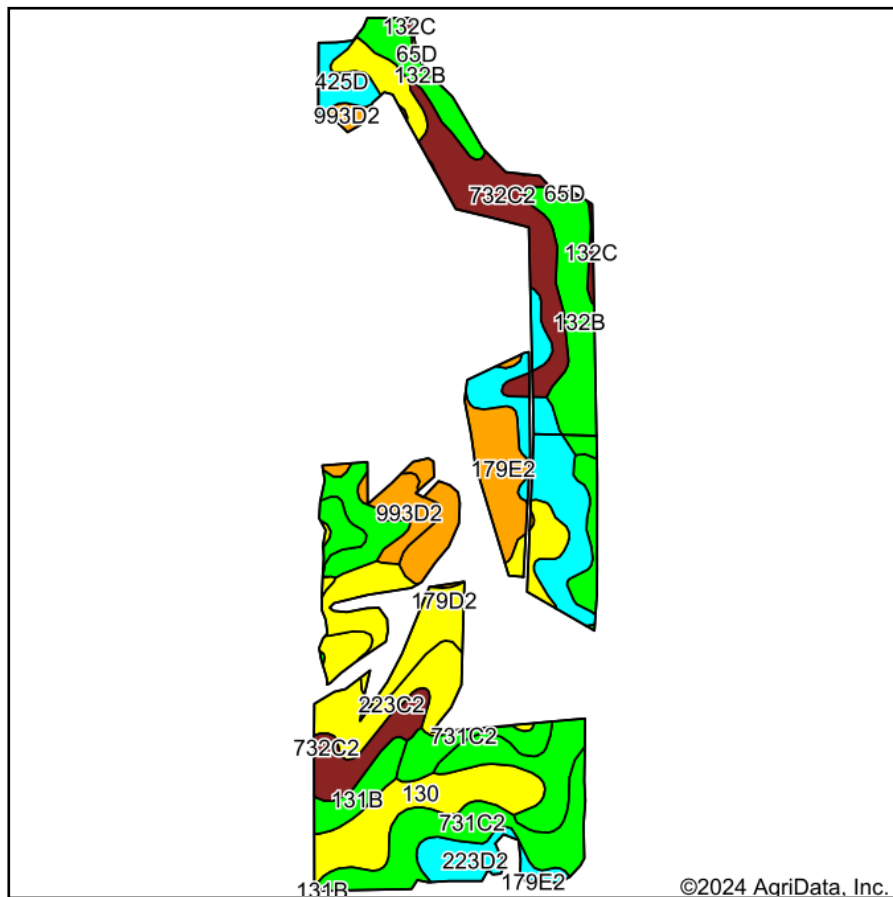 132C
65D
132B
425D
993D2
732C2
65D
132C
132B
179E2
993D2
179D2
223C2
731C2
732C2
131B
130
731C2
223D2
179E2
131B
©2024 AgriData, Inc.